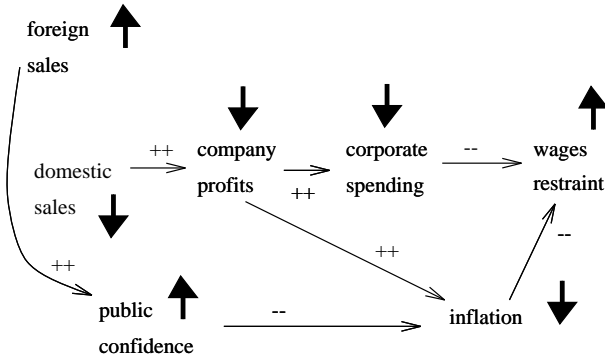 foreign
sales
++
company
profits
++
corporate
spending
--
wages
restraint
domestic
sales
++
--
++
public
confidence
--
inflation